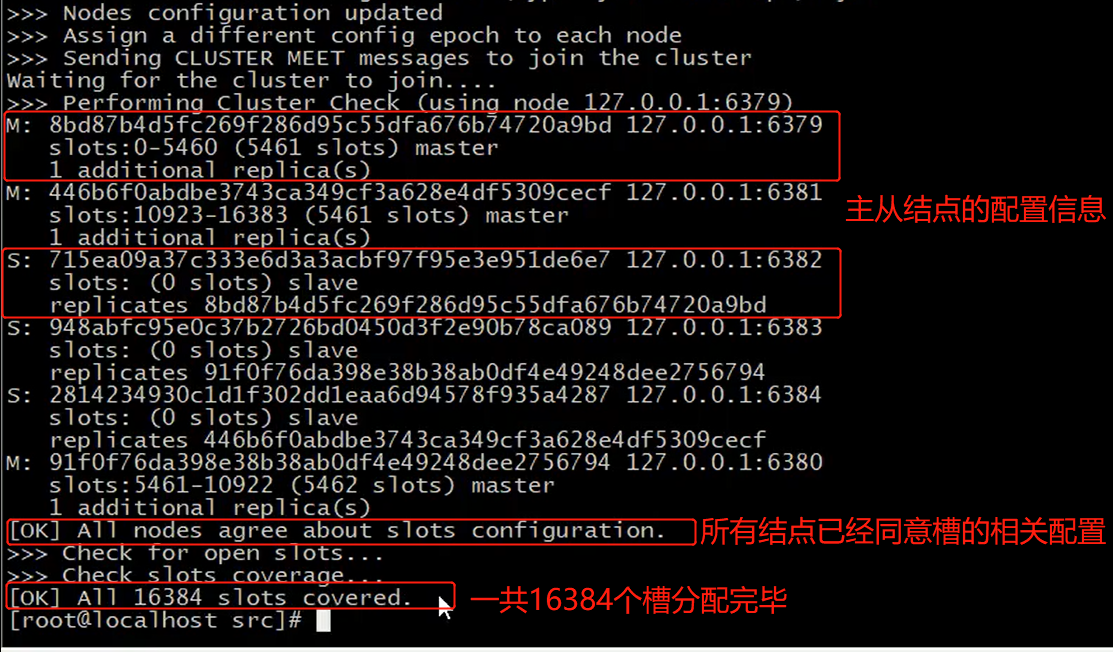 >>> Nodes configuration updated
>>> Assign a different config epoch to each node
>>> Sending CLUSTER MEET messages to join the cluster
Waiting for the cluster to join....
>>> Performing Cluster Check (using node 127.0.0.1:6379)
M: 8bd87b4d5fc269f286d95c55dfa676b74720a9bd 127.0.0.1:6379
slots:0-5460 (5461 slots) master
1 additional replica(s)
M: 446b6f0abdbe3743ca349cf3a628e4df5309cecf 127.0.0.1:6381
slots:10923-16383 (5461 slots) master
1 additional replica(s)
主从结点的配置信息
S: 715ea09a37c333e6d3a3acbf97f95e3e951de6e7 127.0.0.1:6382
slots: (0 slots) slave
replicates 8bd87b4d5fc269f286d95c55dfa676b74720a9bd
S: 948abfc95e0c37b2726bd0450d3f2e90b78ca089 127.0.0.1:6383
slots: (0 slots) slave
replicates 91f0f76da398e38b38ab0df4e49248dee2756794
S: 2814234930c1d1f302dd1eaa6d94578f935a4287 127.0.0.1:6384
slots: (0 slots) slave
replicates 446b6f0abdbe3743ca349cf3a628e4df5309cecf
M: 91f0f76da398e38b38ab0df4e49248dee2756794 127.0.0.1:6380
slots:5461-10922 (5462 slots) master
1 additional replica(s)
[OK] All nodes agree about slots configuration.
所有结点已经同意槽的相关配置
>>> Check for open slots...
>>> Check slots coverage...
[OK] All 16384 slots covered.
一共16384个槽分配完毕
[root@localhost src]#